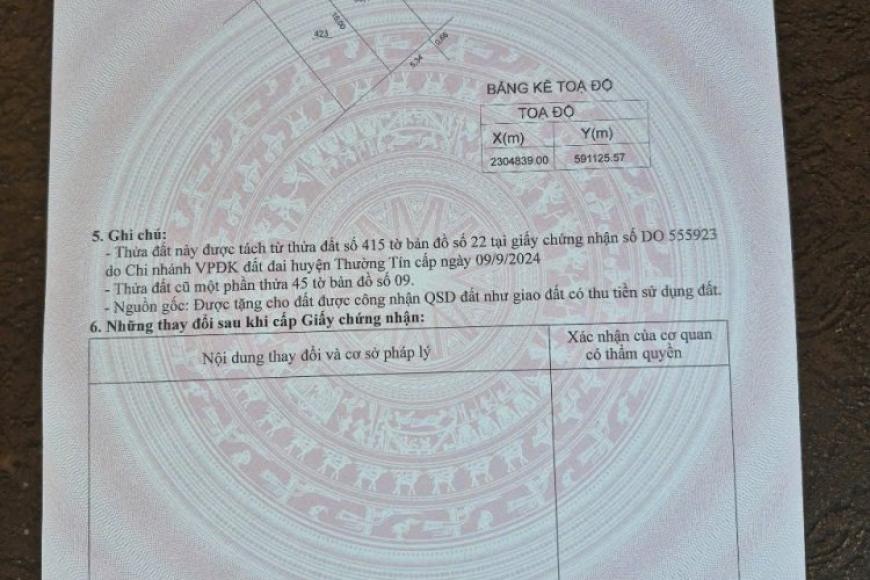 10.00
423
5.34
0.66
BẢNG KÊ TOẠ ĐỘ
TOẠ ĐỘ
X(m) Y(m)
2304839.00 591125.57
5. Ghi chú:
- Thửa đất này được tách từ thửa đất số 415 tờ bản đồ số 22 tại giấy chứng nhận số DO 555923
do Chi nhánh VPĐK đất đai huyện Thường Tín cấp ngày 09/9/2024
- Thửa đất cũ một phần thửa 45 tờ bản đồ số 09.
- Nguồn gốc: Được tặng cho đất được công nhận QSD đất như giao đất có thu tiền sử dụng đất.
6. Những thay đổi sau khi cấp Giấy chứng nhận:
Nội dung thay đổi và cơ sở pháp lý
Xác nhận của cơ quan
có thẩm quyền